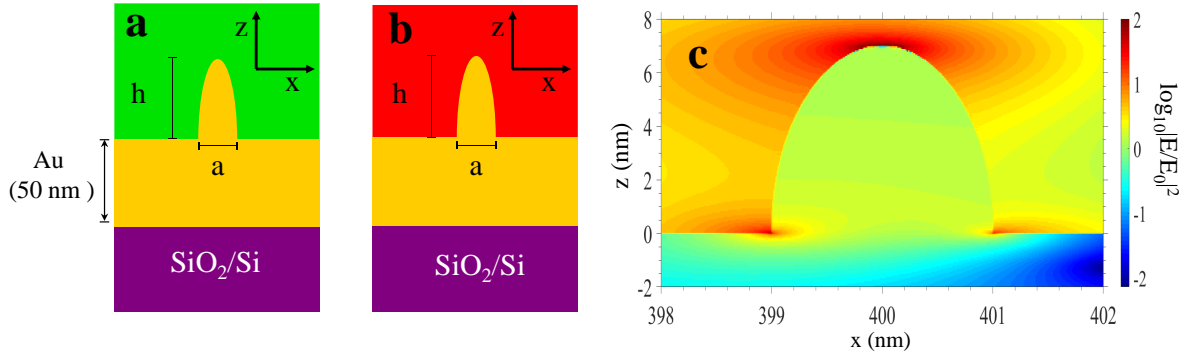 a
z
x
h
a
Au
(50 nm )
SiO₂/Si
b
z
x
h
a
SiO₂/Si
c
8
6
4
2
0
-2
z (nm)
398
399
400
401
402
x (nm)
2
1
0
-1
-2
log₁₀|E/E₀|²